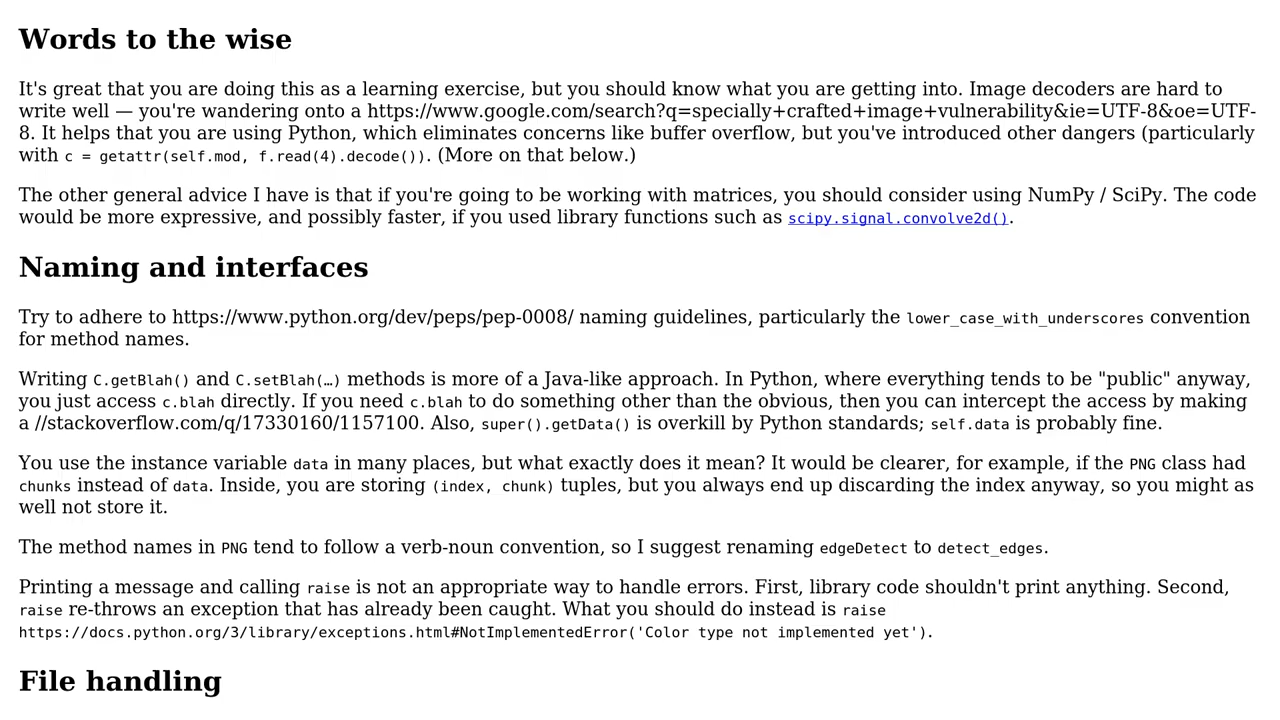 Words to the wise
It's great that you are doing this as a learning exercise, but you should know what you are getting into. Image decoders are hard to
write well — you're wandering onto a https://www.google.com/search?q=specially+crafted+image+vulnerability&ie=UTF-8&oe=UTF-
8. It helps that you are using Python, which eliminates concerns like buffer overflow, but you've introduced other dangers (particularly
with c = getattr(self.mod, f.read(4).decode()). (More on that below.)
The other general advice I have is that if you're going to be working with matrices, you should consider using NumPy / SciPy. The code
would be more expressive, and possibly faster, if you used library functions such as scipy.signal.convolve2d().
Naming and interfaces
Try to adhere to https://www.python.org/dev/peps/pep-0008/ naming guidelines, particularly the lower_case_with_underscores convention
for method names.
Writing C.getBlah() and C.setBlah(…) methods is more of a Java-like approach. In Python, where everything tends to be "public" anyway,
you just access c.blah directly. If you need c.blah to do something other than the obvious, then you can intercept the access by making
a //stackoverflow.com/q/17330160/1157100. Also, super().getData() is overkill by Python standards; self.data is probably fine.
You use the instance variable data in many places, but what exactly does it mean? It would be clearer, for example, if the PNG class had
chunks instead of data. Inside, you are storing (index, chunk) tuples, but you always end up discarding the index anyway, so you might as
well not store it.
The method names in PNG tend to follow a verb-noun convention, so I suggest renaming edgeDetect to detect_edges.
Printing a message and calling raise is not an appropriate way to handle errors. First, library code shouldn't print anything. Second,
raise re-throws an exception that has already been caught. What you should do instead is raise
https://docs.python.org/3/library/exceptions.html#NotImplementedError('Color type not implemented yet').
File handling